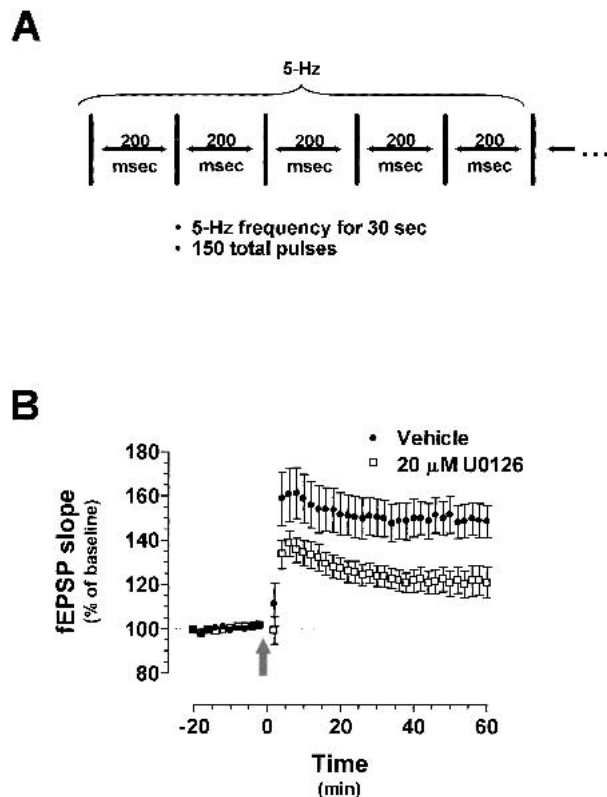 A
5-Hz
200 200 200 200 200
msec msec msec msec msec
...
• 5-Hz frequency for 30 sec
• 150 total pulses
B
180
160
140
120
100
80
fEPSP slope
(% of baseline)
Vehicle
20 μM U0126
-20 0 20 40 60
Time
(min)